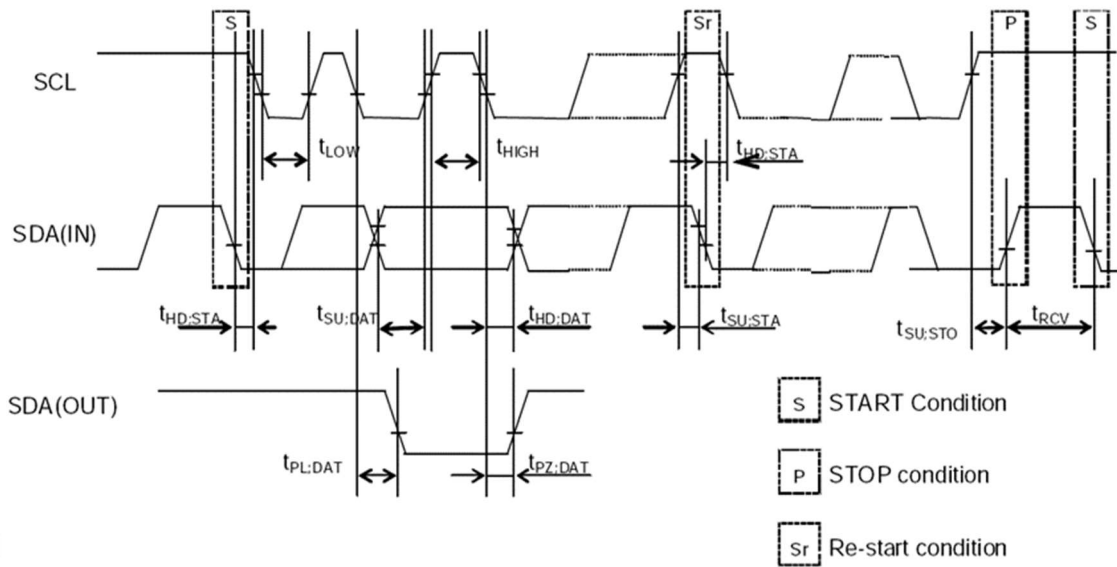 S Sr P S
SCL
tLOW tHIGH tHD;STA
SDA(IN)
tHD;STA tSU;DAT tHD;DAT tSU;STA tSU;STO tRCV
SDA(OUT)
tPL;DAT tPZ;DAT
S START Condition
P STOP condition
Sr Re-start condition